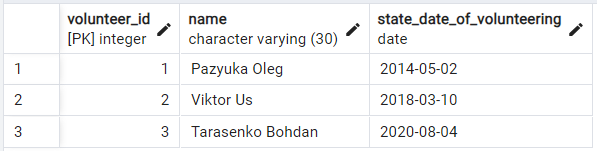 volunteer_id name state_date_of_volunteering
[PK] integer character varying (30) date
1 1 Pazyuka Oleg 2014-05-02
2 2 Viktor Us 2018-03-10
3 3 Tarasenko Bohdan 2020-08-04